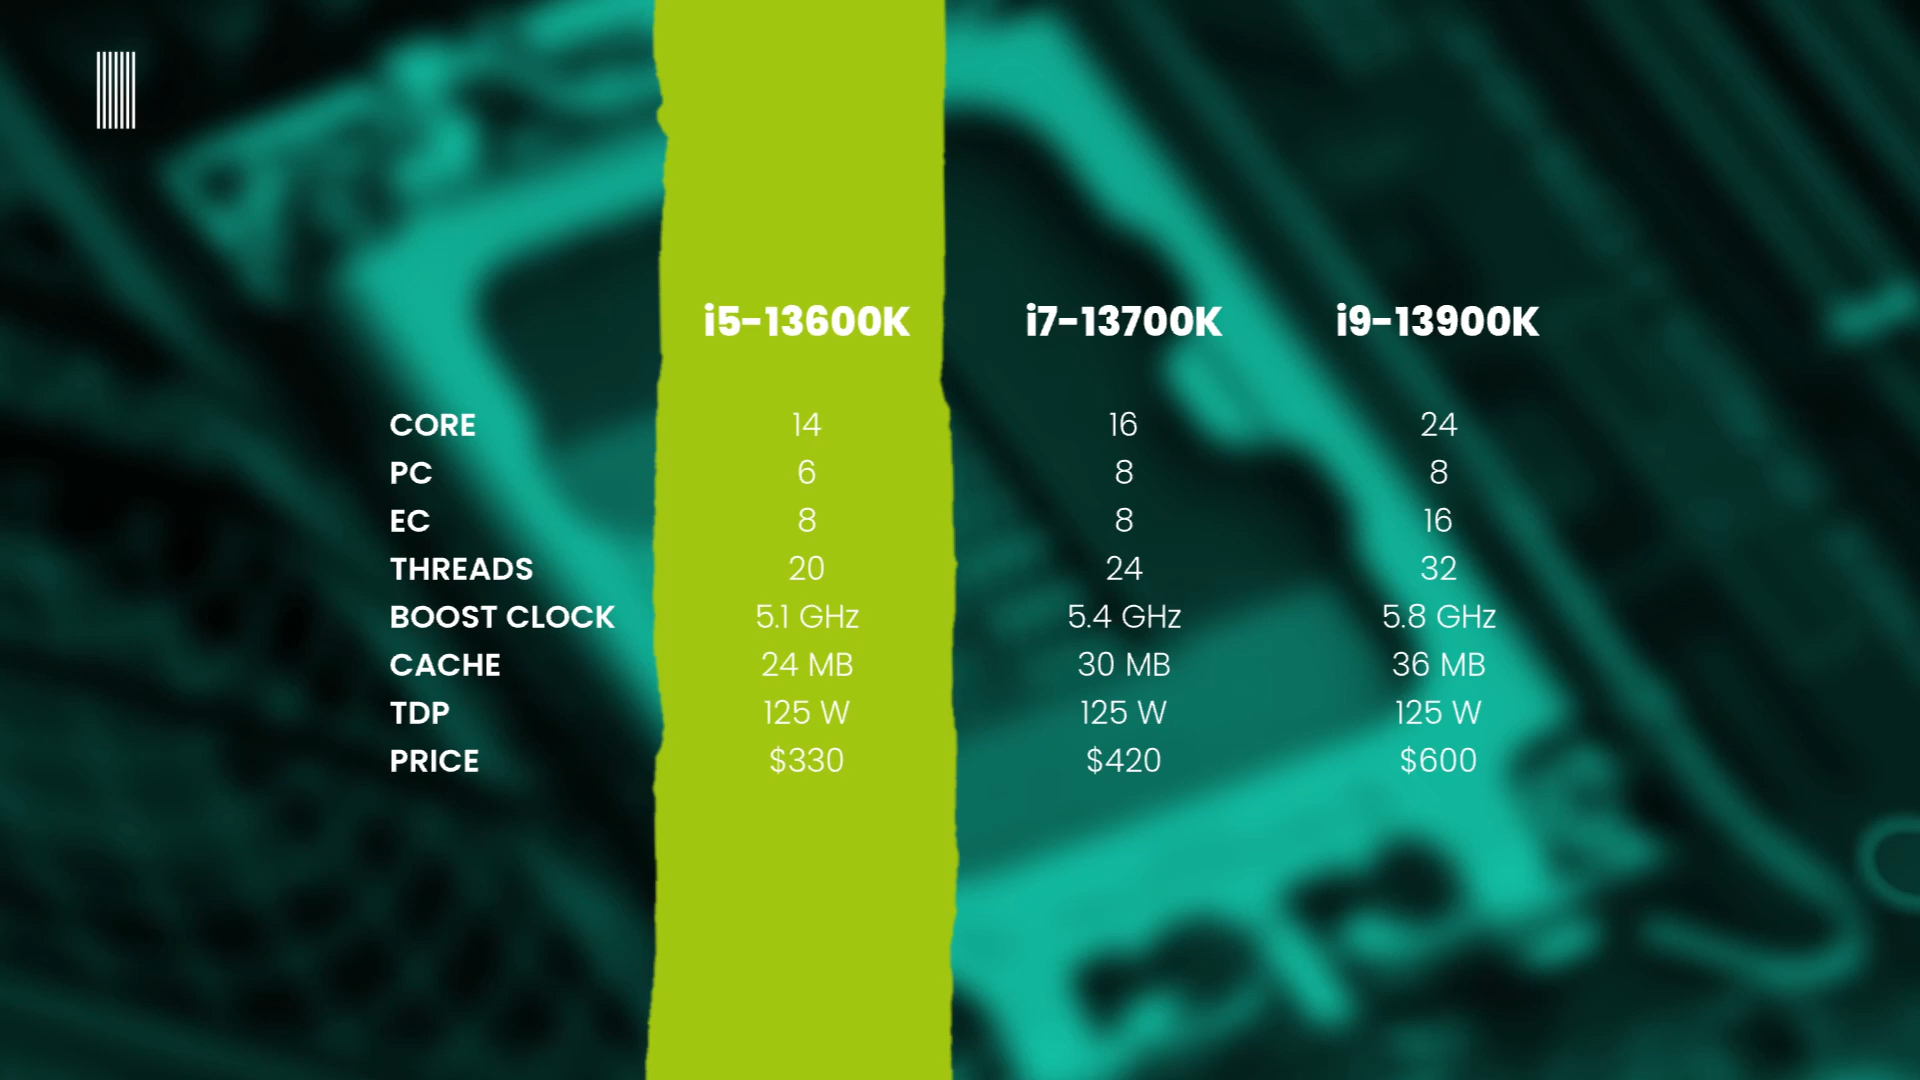 i5-13600K i7-13700K i9-13900K
CORE 14 16 24
PC 6 8 8
EC 8 8 16
THREADS 20 24 32
BOOST CLOCK 5.1 GHz 5.4 GHz 5.8 GHz
CACHE 24 MB 30 MB 36 MB
TDP 125 W 125 W 125 W
PRICE $330 $420 $600